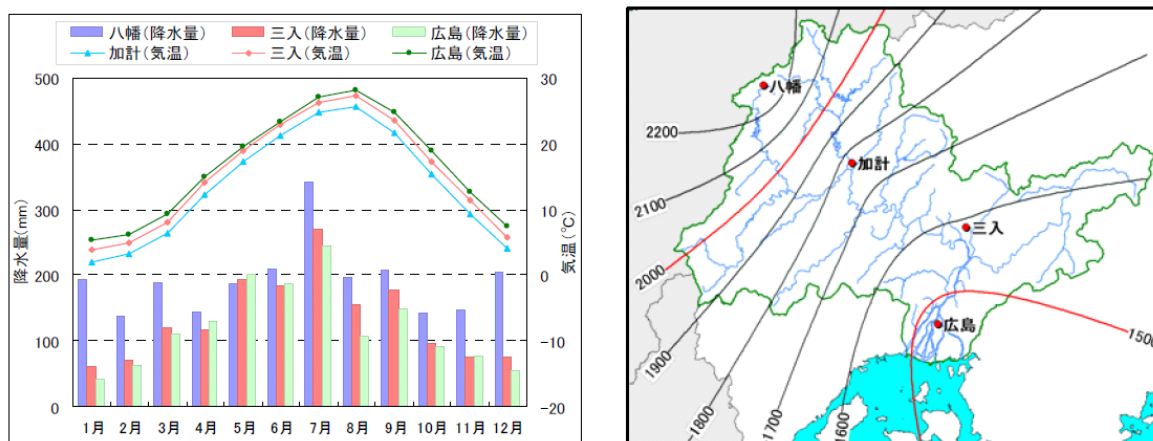 八幡(降水量) 三入(降水量) 広島(降水量)
加計(気温) 三入(気温) 広島(気温)
降水量(mm)
500
400
300
200
100
0
気温(℃)
30
20
10
0
-10
-20
1月 2月 3月 4月 5月 6月 7月 8月 9月 10月 11月 12月
八幡
2200
加計
2100
三入
2000
広島
1500
1900
1800
1700
1600